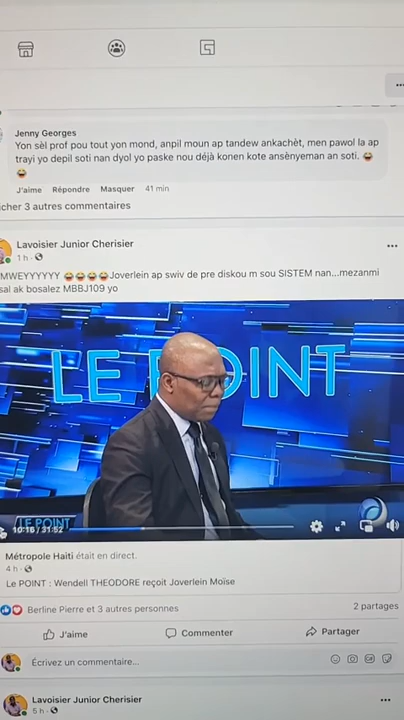 Jenny Georges
Yon sèl prof pou tout yon mond, anpil moun ap tandew ankachèt, men pawol la ap
trayi yo depil soti nan dyol yo paske nou déjà konen kote ansènyeman an soti. 😂
😂
J'aime Répondre Masquer 41 min
cher 3 autres commentaires
Lavoisier Junior Cherisier
1 h
MWEYYYYYY 😂😂😂😂Joverlein ap swiv de pre diskou m sou SISTEM nan...mezanmi
sal ak bosalez MBBJ109 yo
LE POINT
LE POINT
10:16 / 31:52
Métropole Haiti était en direct.
4 h
Le POINT : Wendell THEODORE reçoit Joverlein Moïse
Berline Pierre et 3 autres personnes 2 partages
J'aime Commenter Partager
Écrivez un commentaire...
Lavoisier Junior Cherisier
5 h